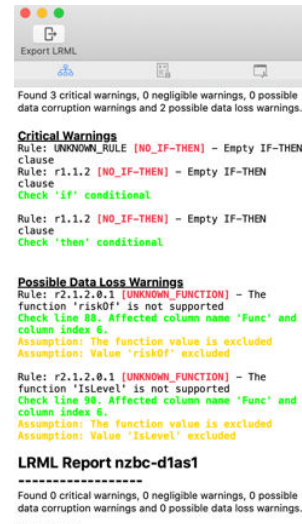 Export LRML
Found 3 critical warnings, 0 negligible warnings, 0 possible
data corruption warnings and 2 possible data loss warnings.
Critical Warnings
Rule: UNKNOWN_RULE [NO_IF-THEN] – Empty IF-THEN
clause
Rule: r1.1.2 [NO_IF-THEN] – Empty IF-THEN
clause
Check 'if' conditional
Rule: r1.1.2 [NO_IF-THEN] – Empty IF-THEN
clause
Check 'then' conditional
Possible Data Loss Warnings
Rule: r2.1.2.0.1 [UNKNOWN_FUNCTION] – The
function 'riskOf' is not supported
Check line 88. Affected column name 'Func' and
column index 6.
Assumption: The function value is excluded
Assumption: Value 'riskOf' excluded
Rule: r2.1.2.0.1 [UNKNOWN_FUNCTION] – The
function 'IsLevel' is not supported
Check line 90. Affected column name 'Func' and
column index 6.
Assumption: The function value is excluded
Assumption: Value 'IsLevel' excluded
LRML Report nzbc-d1as1
------------------
Found 0 critical warnings, 0 negligible warnings, 0 possible
data corruption warnings and 0 possible data loss warnings.